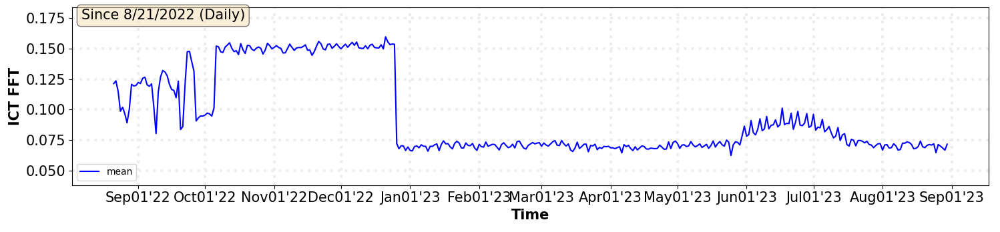 Since 8/21/2022 (Daily)
0.175
0.150
0.125
0.100
0.075
0.050
ICT FFT
mean
Sep01'22 Oct01'22 Nov01'22 Dec01'22 Jan01'23 Feb01'23 Mar01'23 Apr01'23 May01'23 Jun01'23 Jul01'23 Aug01'23 Sep01'23
Time